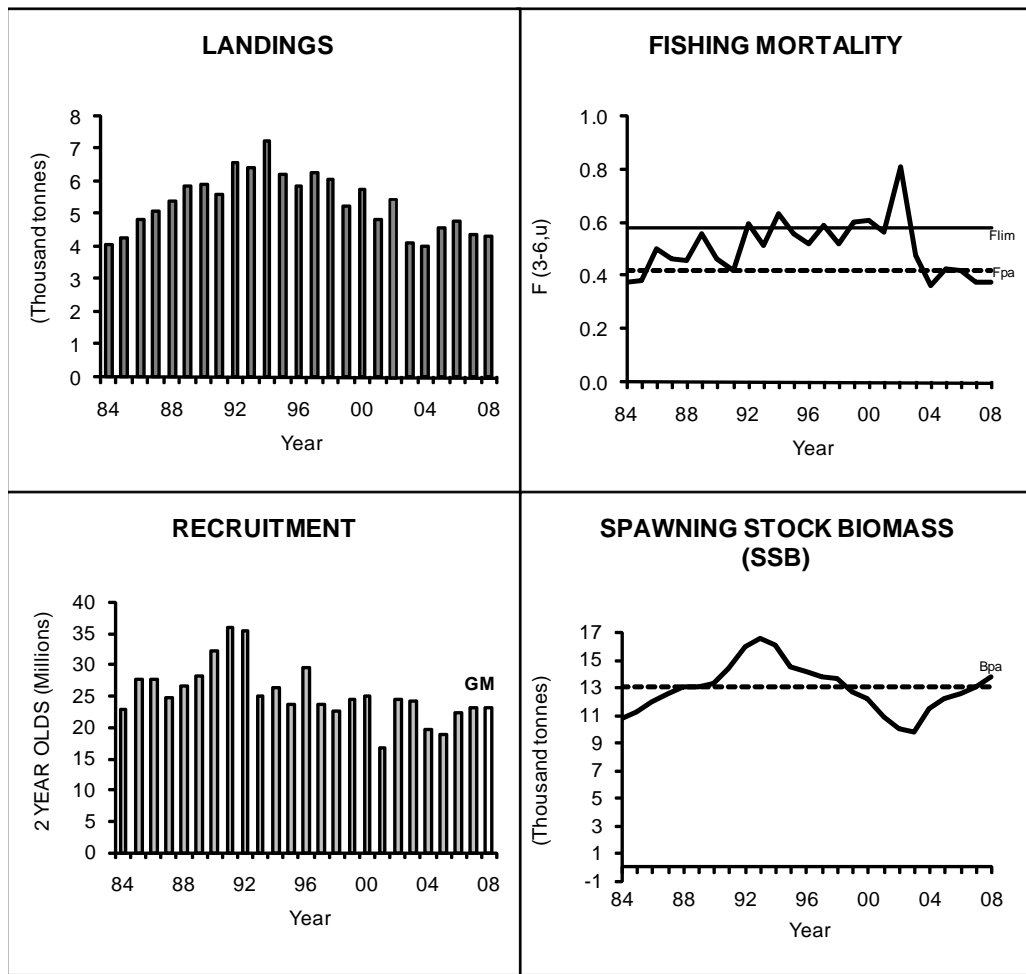 LANDINGS
(Thousand tonnes)
8
7
6
5
4
3
2
1
0
84 88 92 96 00 04 08
Year
FISHING MORTALITY
F (3-6,u)
1.0
0.8
0.6
0.4
0.2
0.0
Flim
Fpa
84 88 92 96 00 04 08
Year
RECRUITMENT
2 YEAR OLDS (Millions)
40
35
30
25
20
15
10
5
0
GM
84 88 92 96 00 04 08
Year
SPAWNING STOCK BIOMASS
(SSB)
(Thousand tonnes)
17
15
13
11
9
7
5
3
1
-1
Bpa
84 88 92 96 00 04 08
Year